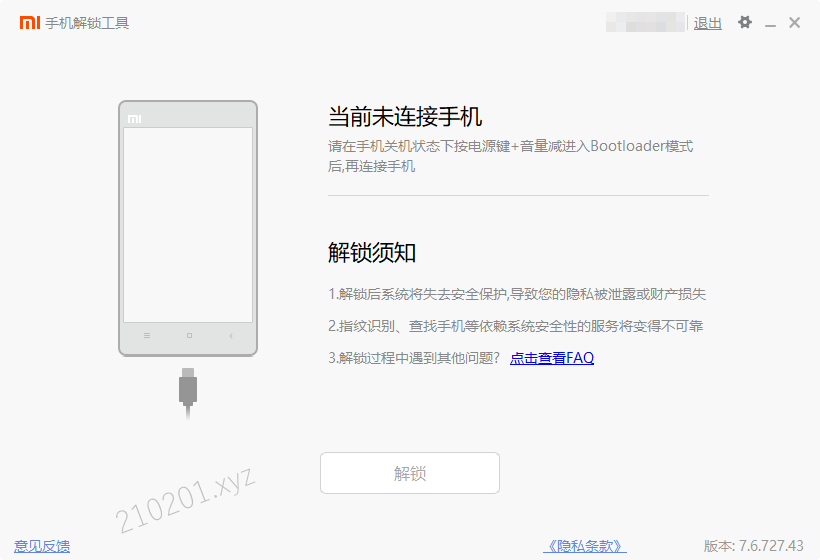 mi 手机解锁工具
退出
mi
当前未连接手机
请在手机关机状态下按电源键+音量减进入Bootloader模式
后,再连接手机
解锁须知
1.解锁后系统将失去安全保护,导致您的隐私被泄露或财产损失
2.指纹识别、查找手机等依赖系统安全性的服务将变得不可靠
3.解锁过程中遇到其他问题? 点击查看FAQ
解锁
210201.xyz
意见反馈
《隐私条款》
版本: 7.6.727.43